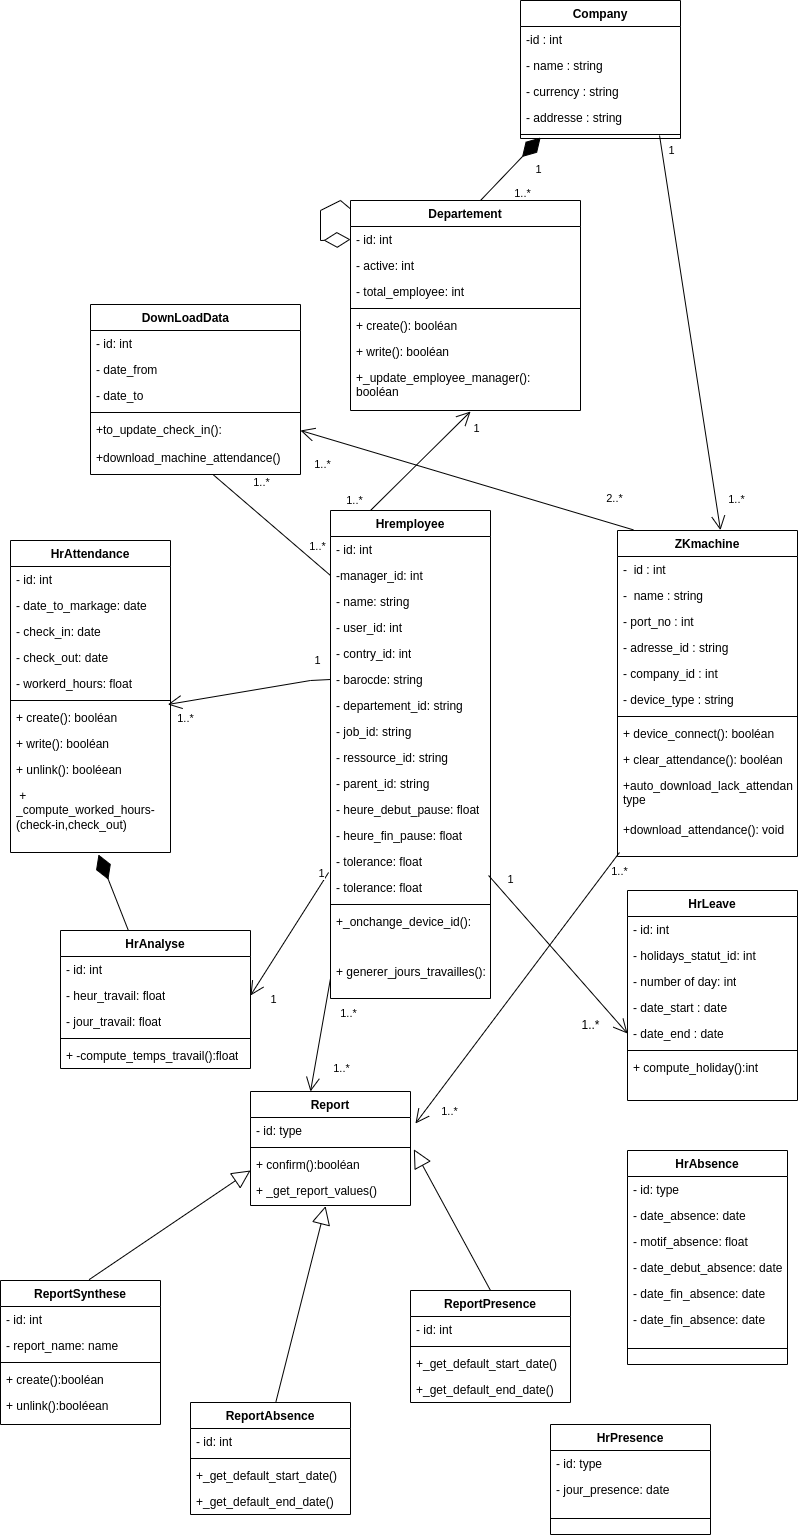 Company
-id : int
- name : string
- currency : string
- addresse : string
1
1
1..*
Departement
- id: int
- active: int
- total_employee: int
+ create(): booléan
+ write(): booléan
+_update_employee_manager():
booléan
DownLoadData
- id: int
- date_from
- date_to
+to_update_check_in():
+download_machine_attendance()
1
1..*
1..*
1..*
2..*
1..*
1..*
Hremployee
- id: int
-manager_id: int
- name: string
- user_id: int
- contry_id: int
- barocde: string
- departement_id: string
- job_id: string
- ressource_id: string
- parent_id: string
- heure_debut_pause: float
- heure_fin_pause: float
- tolerance: float
- tolerance: float
+_onchange_device_id():
+ generer_jours_travailles():
ZKmachine
-  id : int
-  name : string
- port_no : int
- adresse_id : string
- company_id : int
- device_type : string
+ device_connect(): booléan
+ clear_attendance(): booléan
+auto_download_lack_attendan
type
+download_attendance(): void
HrAttendance
- id: int
- date_to_markage: date
- check_in: date
- check_out: date
- workerd_hours: float
+ create(): booléan
+ write(): booléan
+ unlink(): booléean
+
_compute_worked_hours-
(check-in,check_out)
1
1..*
1
1
1
1..*
1..*
HrLeave
- id: int
- holidays_statut_id: int
- number of day: int
- date_start : date
- date_end : date
+ compute_holiday():int
HrAnalyse
- id: int
- heur_travail: float
- jour_travail: float
+ -compute_temps_travail():float
1..*
1..*
1..*
Report
- id: type
+ confirm():booléan
+ _get_report_values()
HrAbsence
- id: type
- date_absence: date
- motif_absence: float
- date_debut_absence: date
- date_fin_absence: date
- date_fin_absence: date
ReportSynthese
- id: int
- report_name: name
+ create():booléan
+ unlink():booléean
ReportPresence
- id: int
+_get_default_start_date()
+_get_default_end_date()
ReportAbsence
- id: int
+_get_default_start_date()
+_get_default_end_date()
HrPresence
- id: type
- jour_presence: date